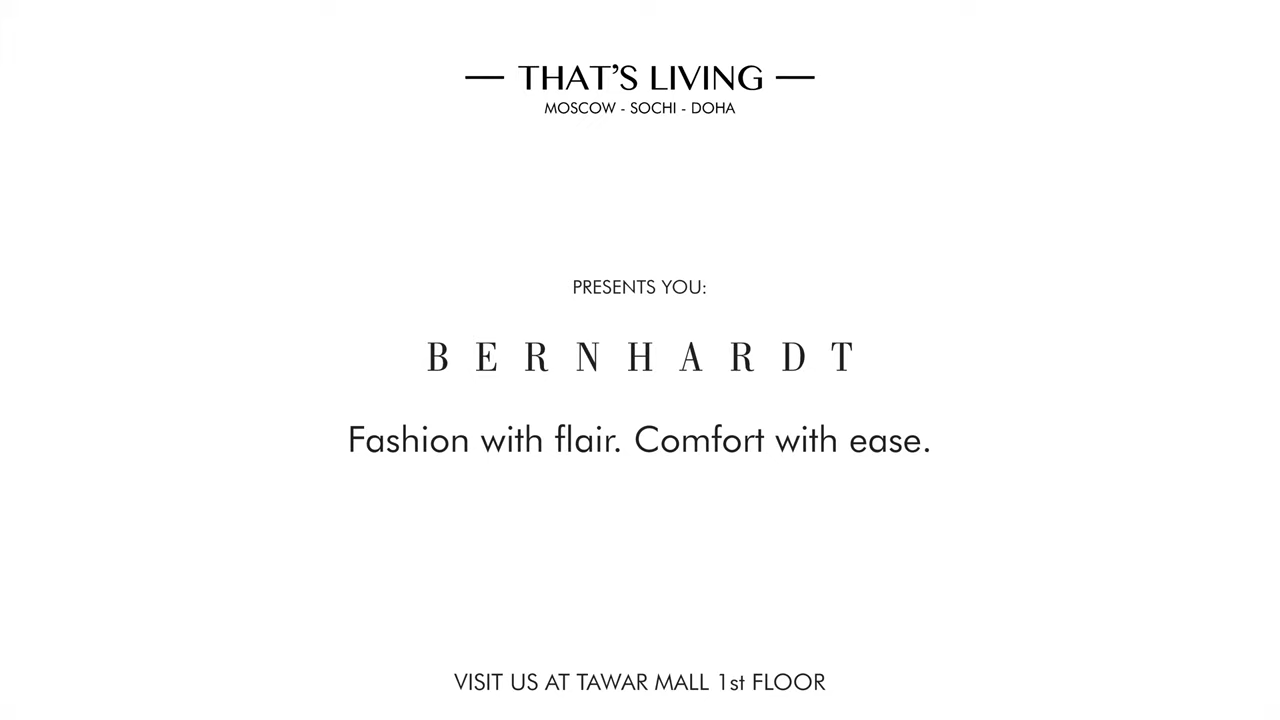 THAT'S LIVING
MOSCOW - SOCHI - DOHA
PRESENTS YOU:
BERNHARDT
Fashion with flair. Comfort with ease.
VISIT US AT TAWAR MALL 1st FLOOR